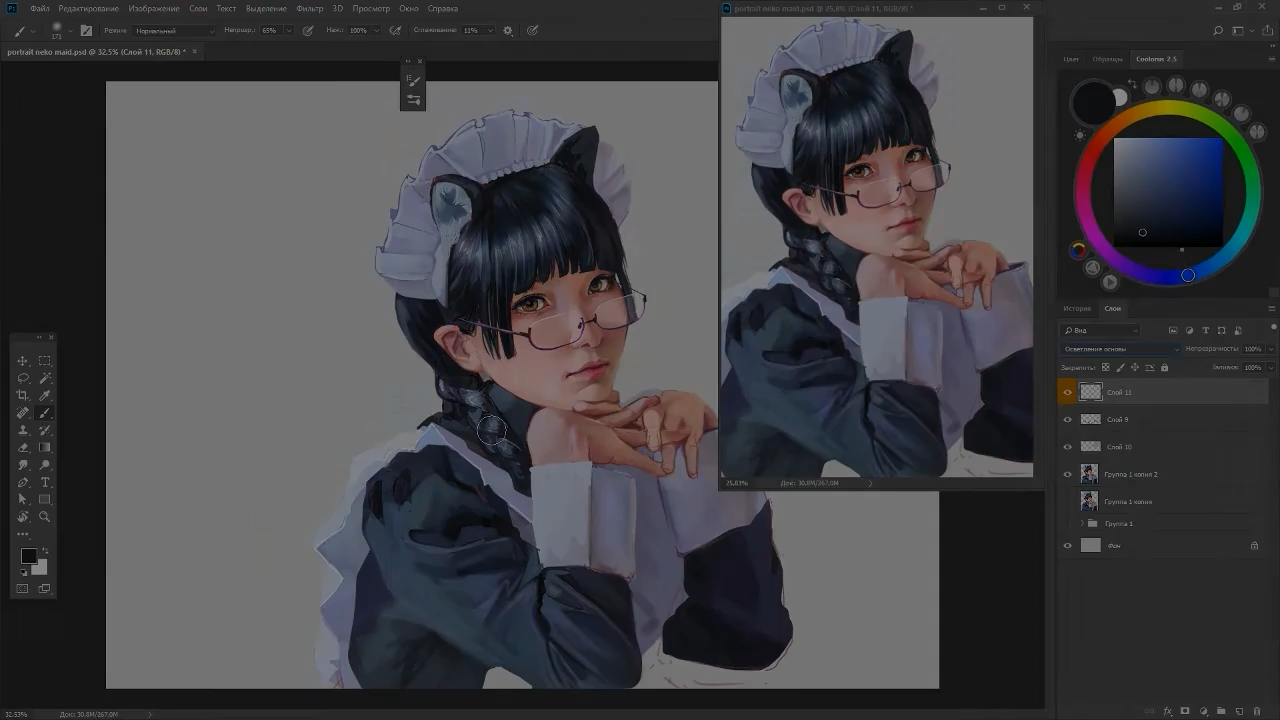 Файл Редактирование Изображение Слои Текст Выделение Фильтр 3D Просмотр Окно Справка
171 Режим: Нормальный Непрозр.: 65% Наж.: 100% Сглаживание: 11%
portrait neko maid.psd @ 32.5% (Слой 11, RGB/8) * ×
portrait neko maid.psd @ 25,8% (Слой 11, RGB/8) *
Цвет Образцы Coolorus 2.5
История Слои
Вид
Осветление основы Непрозрачность: 100%
Закрепить: Заливка: 100%
Слой 11
Слой 9
Слой 10
Группа 1 копия 2
Группа 1 копия
Группа 1
Фон
25,83% Док: 30,8M/267,0M
32.53% Док: 30,8M/267,0M